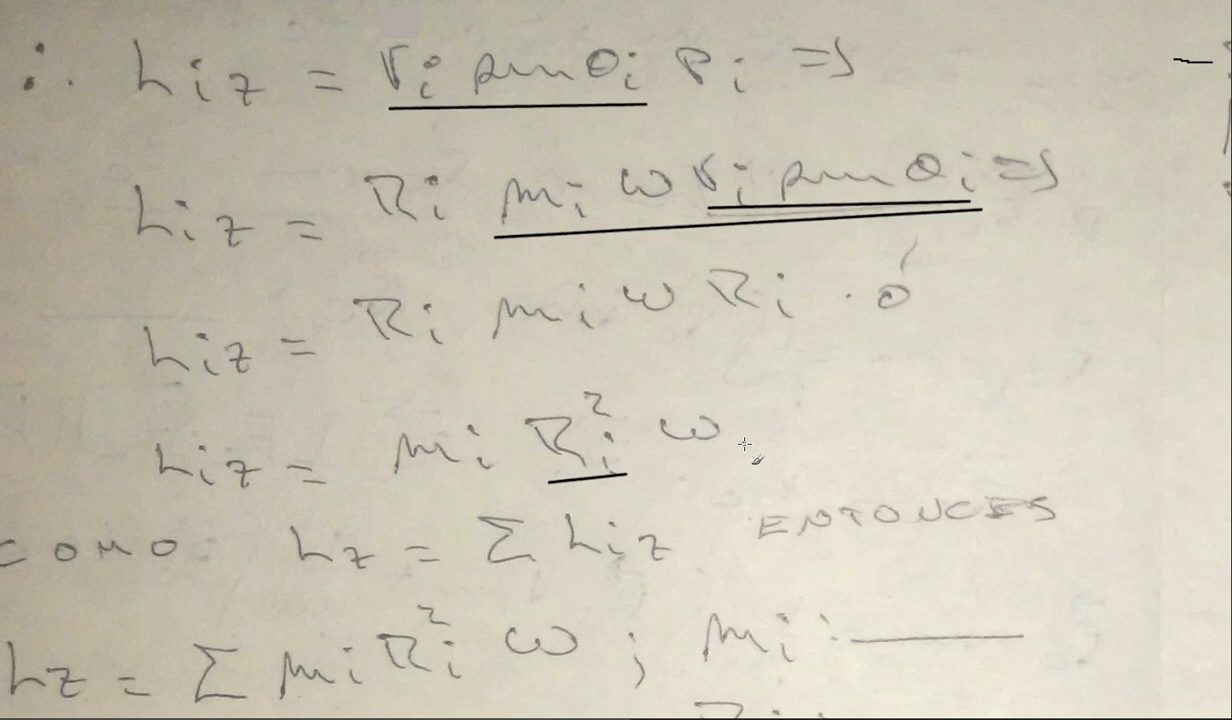 ∴ Liz = ri sen θi Pi =>
Liz = Ri mi ω ri sen θi =>
Liz = Ri mi ω Ri . ó
Liz = mi Ri² ω
COMO: Lz = Σ Liz ENTONCES
Lz = Σ mi Ri² ω ; mi :